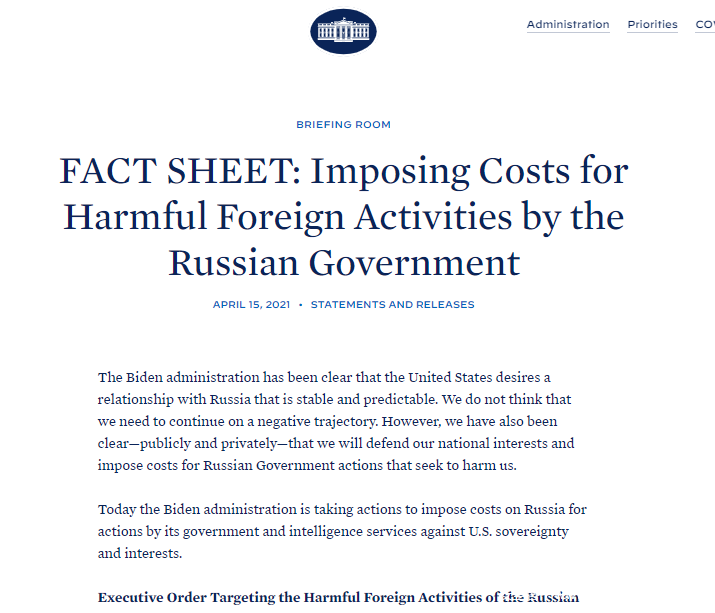 Administration Priorities CO
BRIEFING ROOM
FACT SHEET: Imposing Costs for
Harmful Foreign Activities by the
Russian Government
APRIL 15, 2021 • STATEMENTS AND RELEASES
The Biden administration has been clear that the United States desires a
relationship with Russia that is stable and predictable. We do not think that
we need to continue on a negative trajectory. However, we have also been
clear—publicly and privately—that we will defend our national interests and
impose costs for Russian Government actions that seek to harm us.
Today the Biden administration is taking actions to impose costs on Russia for
actions by its government and intelligence services against U.S. sovereignty
and interests.
Executive Order Targeting the Harmful Foreign Activities of the Russian